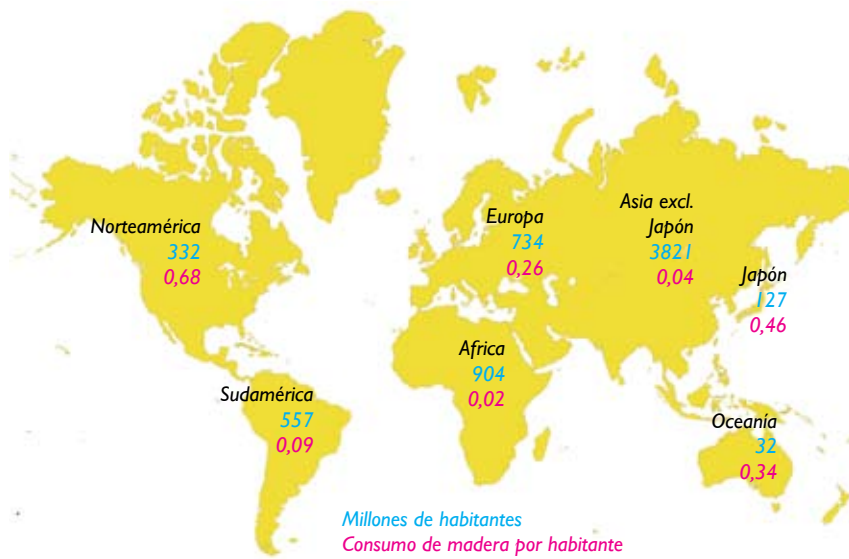 Norteamérica
332
0,68
Europa
734
0,26
Asia excl.
Japón
3821
0,04
Japón
127
0,46
Africa
904
0,02
Sudamérica
557
0,09
Oceanía
32
0,34
Millones de habitantes
Consumo de madera por habitante